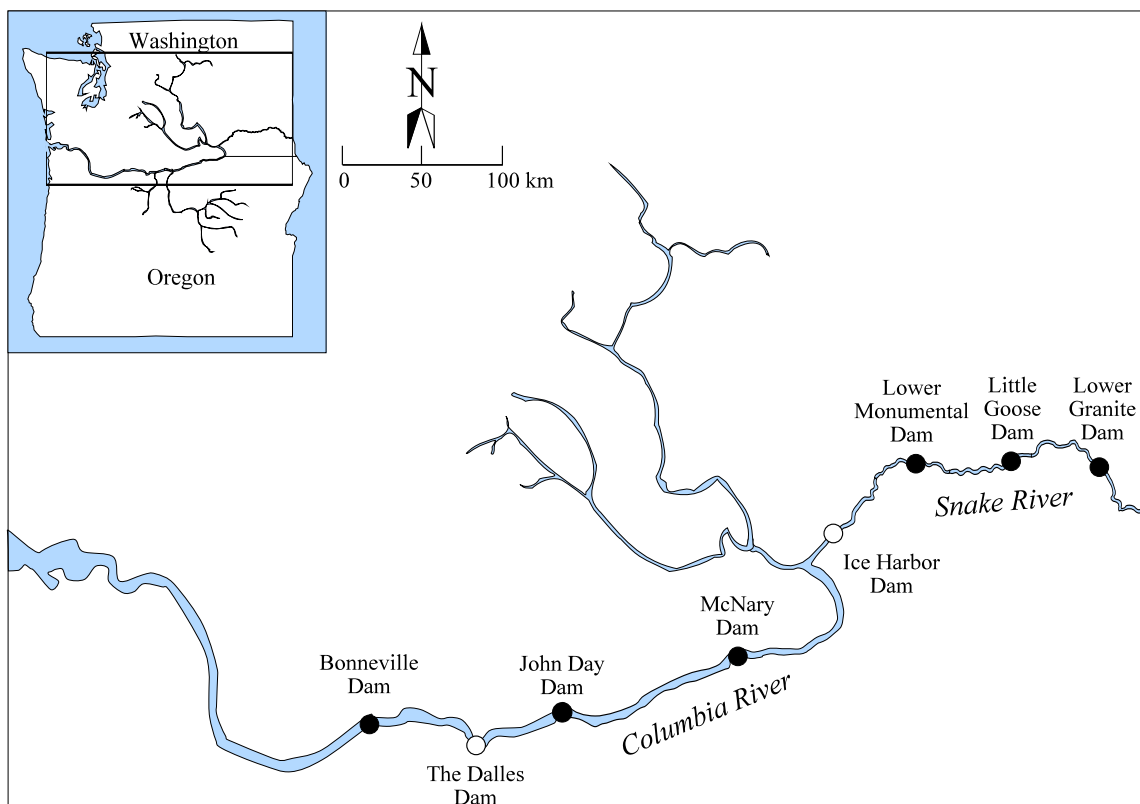 Washington
Oregon
N
0 50 100 km
Lower
Monumental
Dam
Little
Goose
Dam
Lower
Granite
Dam
Snake River
Ice Harbor
Dam
McNary
Dam
Columbia River
John Day
Dam
Bonneville
Dam
The Dalles
Dam